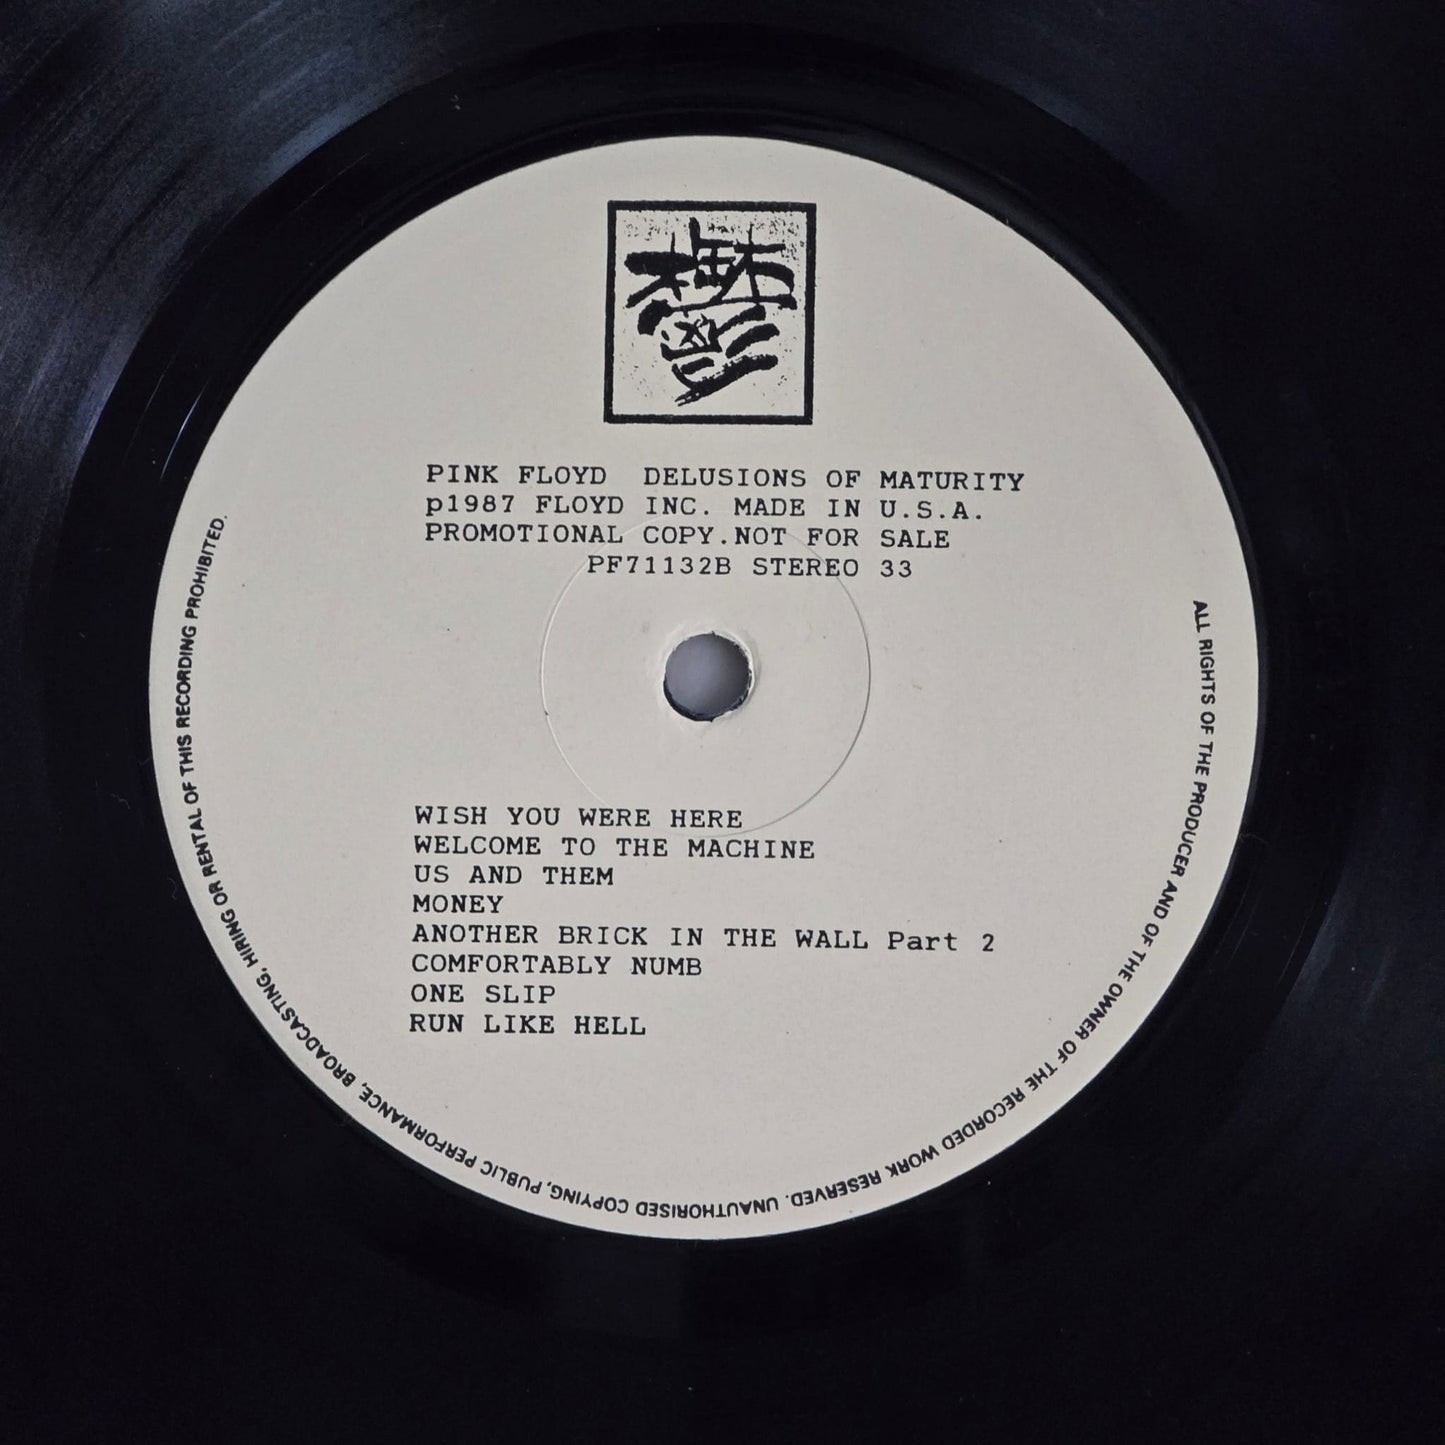 PINK FLOYD DELUSIONS OF MATURITY
p1987 FLOYD INC. MADE IN U.S.A.
PROMOTIONAL COPY.NOT FOR SALE
PF71132B STEREO 33
WISH YOU WERE HERE
WELCOME TO THE MACHINE
US AND THEM
MONEY
ANOTHER BRICK IN THE WALL Part 2
COMFORTABLY NUMB
ONE SLIP
RUN LIKE HELL
ALL RIGHTS OF THE PRODUCER AND OF THE OWNER OF THE RECORDED WORK RESERVED. UNAUTHORISED COPYING, PUBLIC PERFORMANCE, BROADCASTING, HIRING OR RENTAL OF THIS RECORDING PROHIBITED.